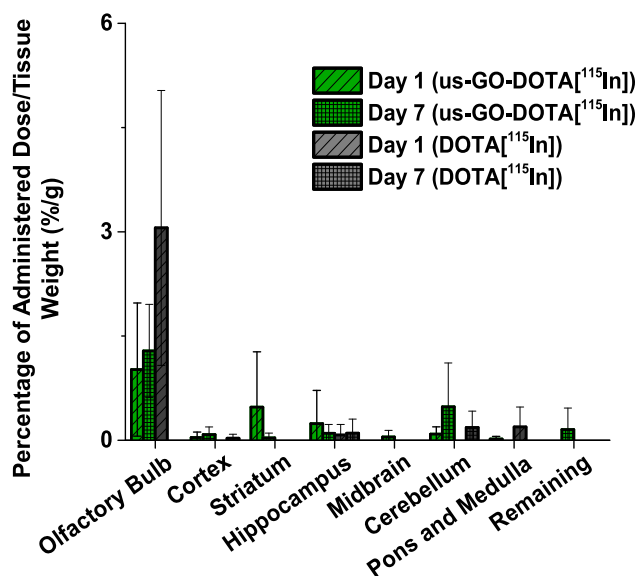 Percentage of Administered Dose/Tissue
Weight (%/g)
6
3
0
Day 1 (us-GO-DOTA[¹¹⁵In])
Day 7 (us-GO-DOTA[¹¹⁵In])
Day 1 (DOTA[¹¹⁵In])
Day 7 (DOTA[¹¹⁵In])
Olfactory Bulb
Cortex
Striatum
Hippocampus
Midbrain
Cerebellum
Pons and Medulla
Remaining